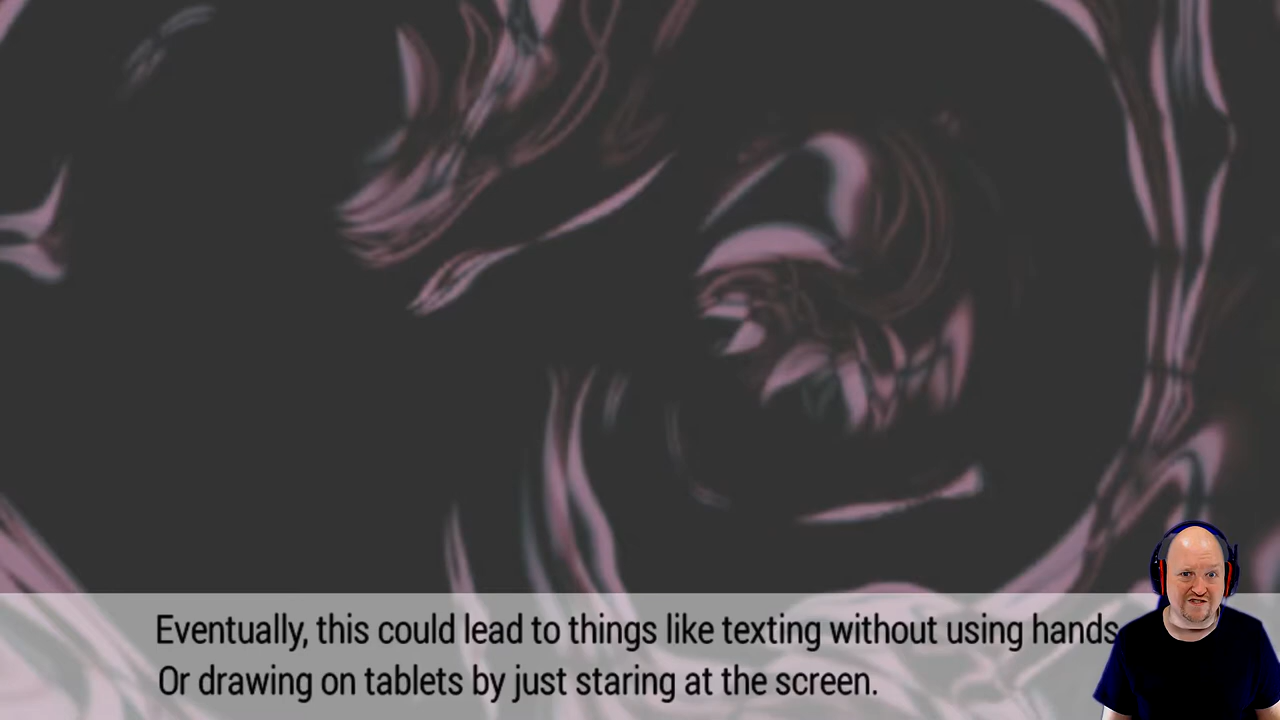 Eventually, this could lead to things like texting without using hands
Or drawing on tablets by just staring at the screen.